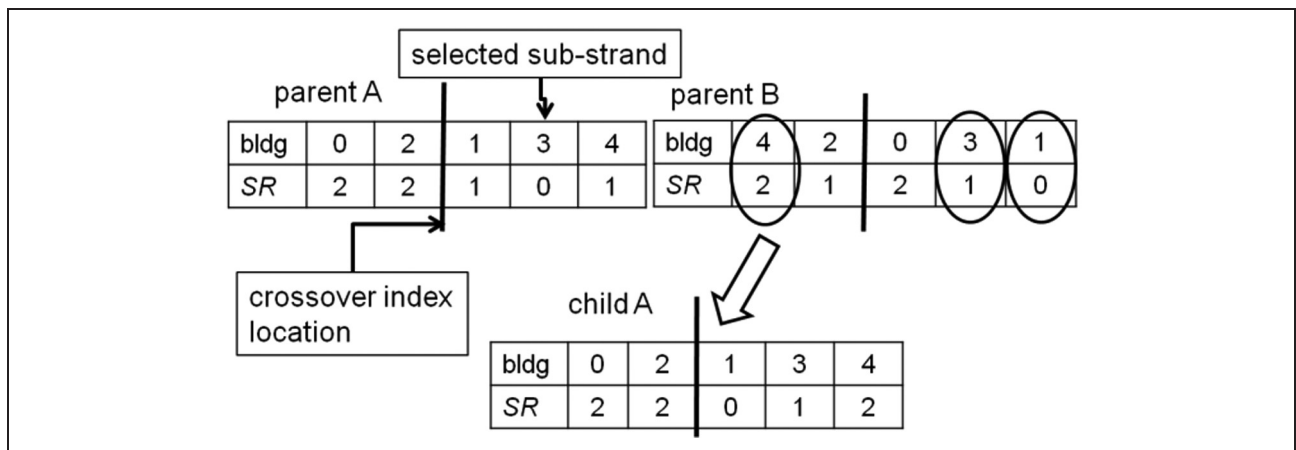 selected sub-strand
parent A
bldg 0 2 1 3 4
SR 2 2 1 0 1
parent B
bldg 4 2 0 3 1
SR 2 1 2 1 0
crossover index
location
child A
bldg 0 2 1 3 4
SR 2 2 0 1 2